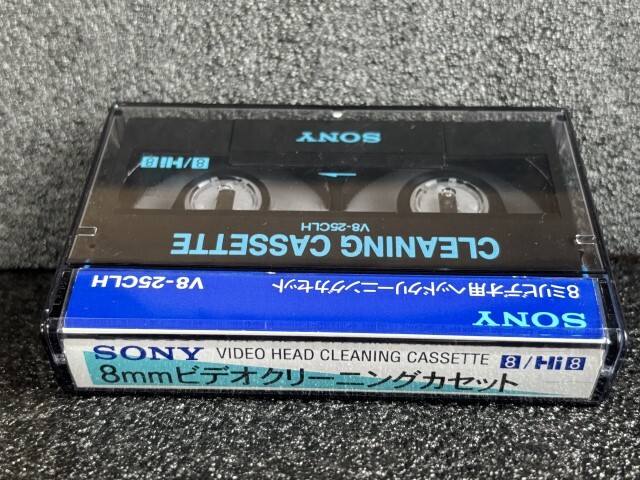 SONY
8/Hi8
V8-25CLH
CLEANING CASSETTE
V8-25CLH
8ミリビデオ用ヘッドクリーニングカセット
SONY
SONY VIDEO HEAD CLEANING CASSETTE 8/Hi8
8mmビデオクリーニングカセット